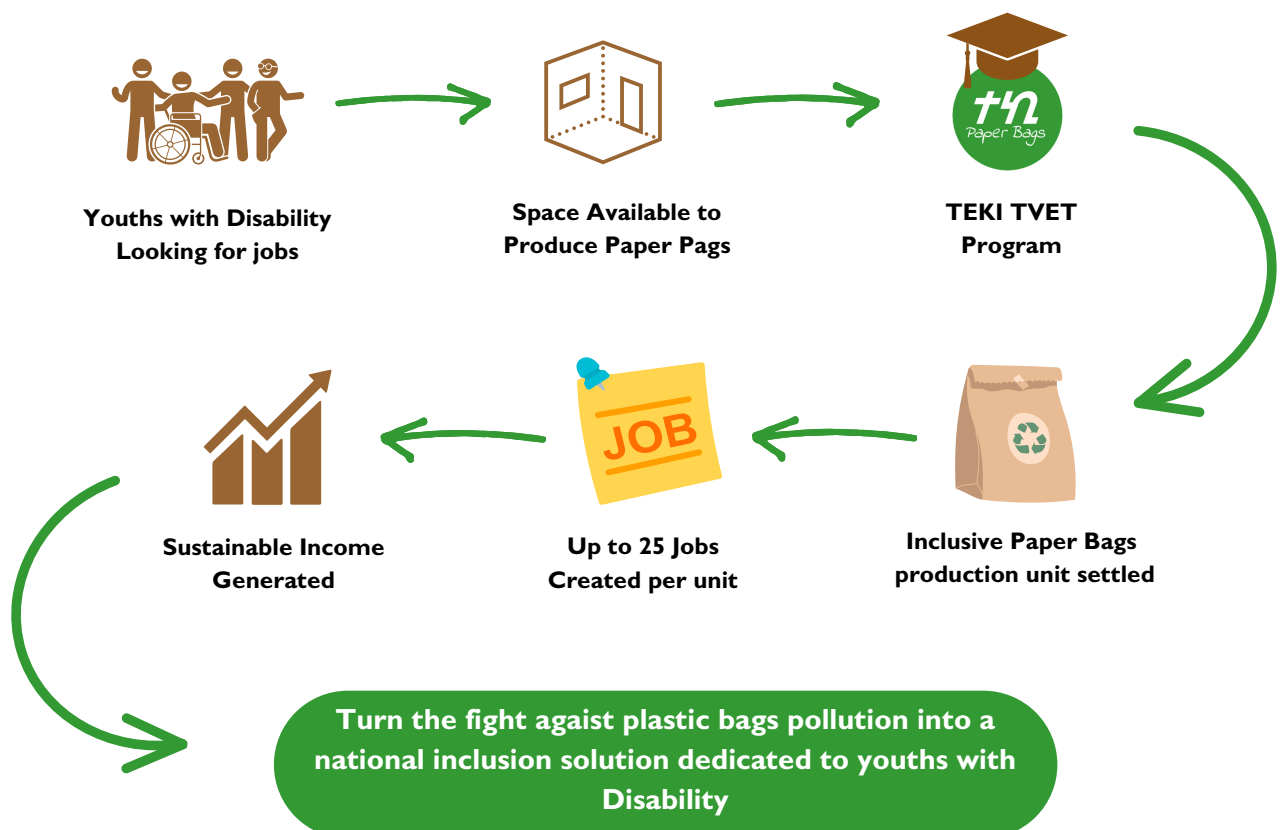 ተካ
Paper Bags
Youths with Disability
Looking for jobs
Space Available to
Produce Paper Pags
TEKI TVET
Program
JOB
Sustainable Income
Generated
Up to 25 Jobs
Created per unit
Inclusive Paper Bags
production unit settled
Turn the fight agaist plastic bags pollution into a
national inclusion solution dedicated to youths with
Disability